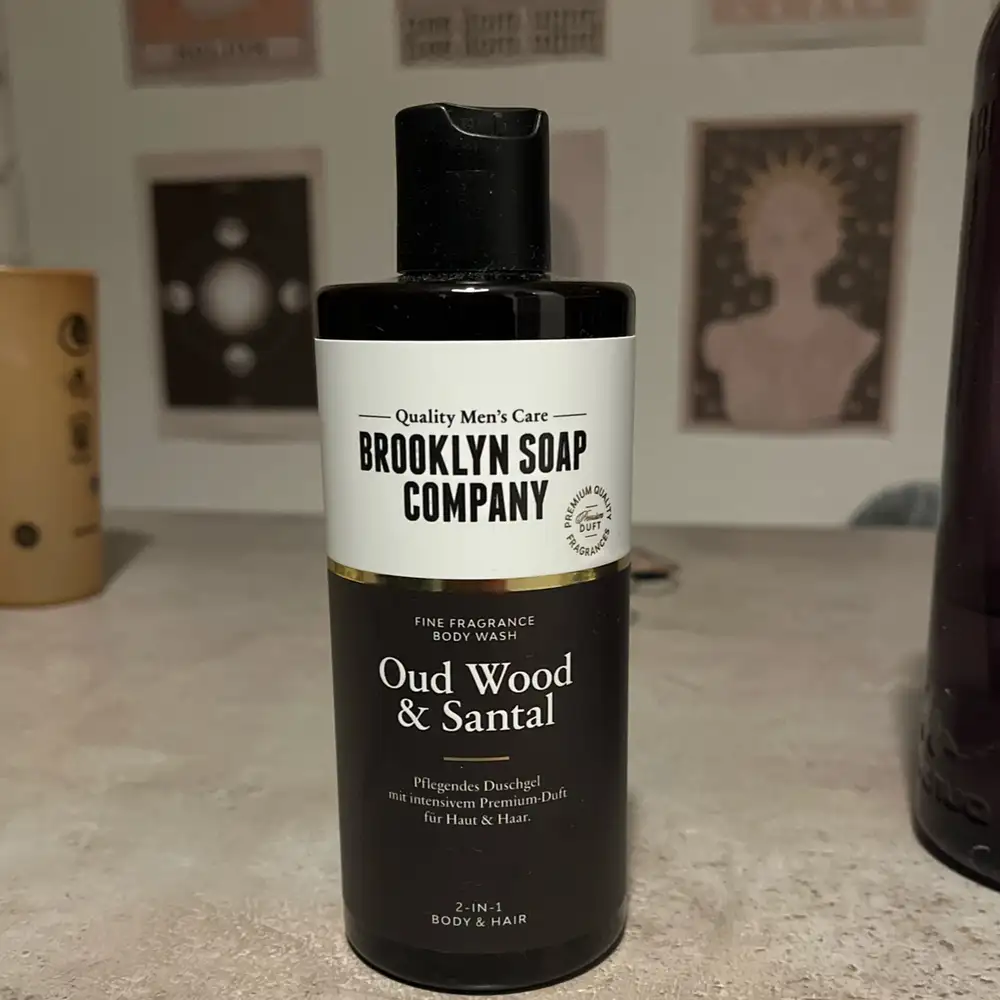 Quality Men's Care
BROOKLYN SOAP
COMPANY
PREMIUM QUALITY
Premium
DUFT
FRAGRANCES
FINE FRAGRANCE
BODY WASH
Oud Wood
& Santal
Pflegendes Duschgel
mit intensivem Premium-Duft
für Haut & Haar.
2-IN-1
BODY & HAIR